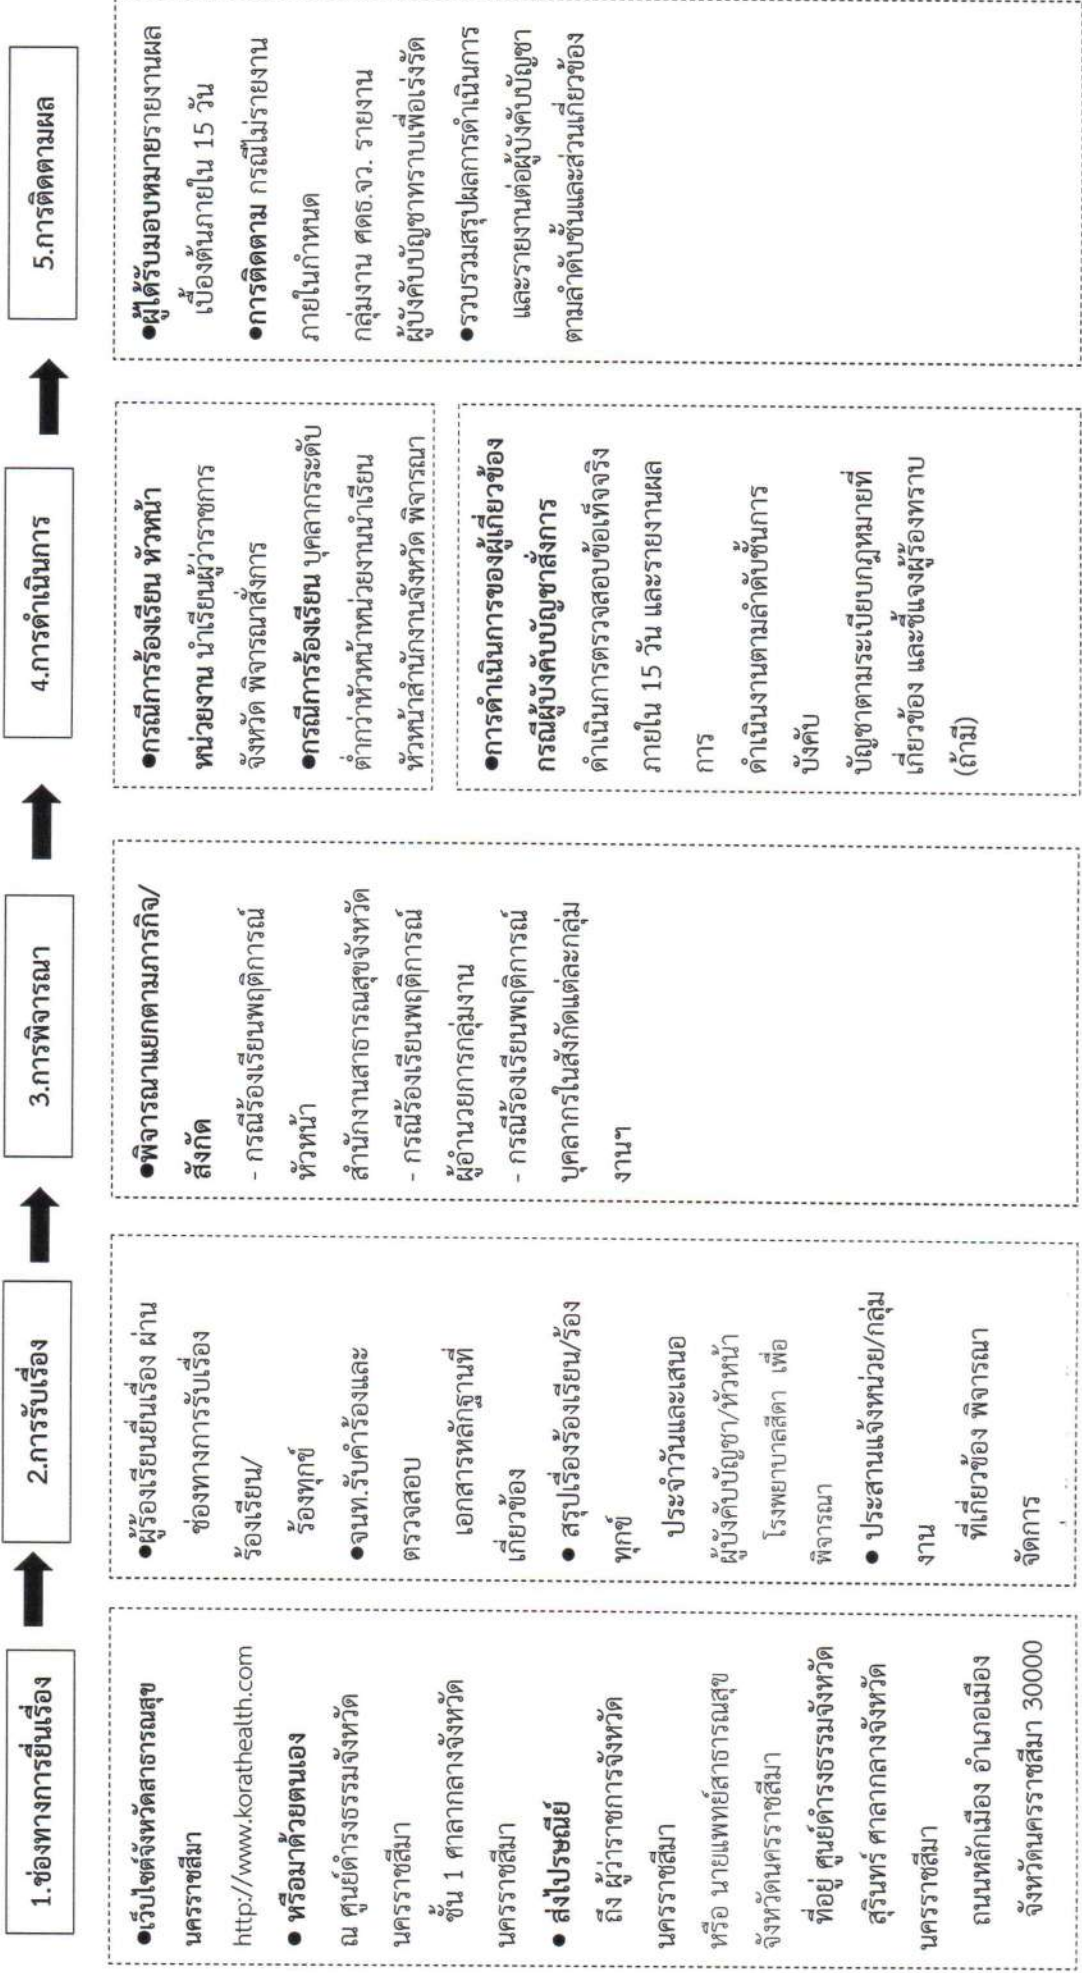 1.ช่องทางการยื่นเรื่อง
●เว็บไซต์จังหวัดสาธารณสุข
นครราชสีมา
http://www.korathealth.com
● หรือมาด้วยตนเอง
ณ ศูนย์ดำรงธรรมจังหวัด
นครราชสีมา
ชั้น 1 ศาลากลางจังหวัด
นครราชสีมา
● ส่งไปรษณีย์
ถึง ผู้ว่าราชการจังหวัด
นครราชสีมา
หรือ นายแพทย์สาธารณสุข
จังหวัดนครราชสีมา
ที่อยู่ ศูนย์ดำรงธรรมจังหวัด
สุรินทร์ ศาลากลางจังหวัด
นครราชสีมา
ถนนหลักเมือง อำเภอเมือง
จังหวัดนครราชสีมา 30000
2.การรับเรื่อง
●ผู้ร้องเรียนยื่นเรื่อง ผ่าน
ช่องทางการรับเรื่อง
ร้องเรียน/
ร้องทุกข์
●จนท.รับคำร้องและ
ตรวจสอบ
เอกสารหลักฐานที่
เกี่ยวข้อง
● สรุปเรื่องร้องเรียน/ร้อง
ทุกข์
ประจำวันและเสนอ
ผู้บังคับบัญชา/หัวหน้า
โรงพยาบาลสีดา เพื่อ
พิจารณา
● ประสานแจ้งหน่วย/กลุ่ม
งาน
ที่เกี่ยวข้อง พิจารณา
จัดการ
3.การพิจารณา
●พิจารณาแยกตามภารกิจ/
สังกัด
- กรณีร้องเรียนพฤติการณ์
หัวหน้า
สำนักงานสาธารณสุขจังหวัด
- กรณีร้องเรียนพฤติการณ์
ผู้อำนวยการกลุ่มงาน
- กรณีร้องเรียนพฤติการณ์
บุคลากรในสังกัดแต่ละกลุ่ม
งานฯ
4.การดำเนินการ
●กรณีการร้องเรียน หัวหน้า
หน่วยงาน นำเรียนผู้ว่าราชการ
จังหวัด พิจารณาสั่งการ
●กรณีการร้องเรียน บุคลากรระดับ
ต่ำกว่าหัวหน้าหน่วยงานนำเรียน
หัวหน้าสำนักงานจังหวัด พิจารณา
●การดำเนินการของผู้เกี่ยวข้อง
กรณีผู้บังคับบัญชาสั่งการ
ดำเนินการตรวจสอบข้อเท็จจริง
ภายใน 15 วัน และรายงานผล
การ
ดำเนินงานตามลำดับชั้นการ
บังคับ
บัญชาตามระเบียบกฎหมายที่
เกี่ยวข้อง และชี้แจงผู้ร้องทราบ
(ถ้ามี)
5.การติดตามผล
●ผู้ได้รับมอบหมายรายงานผล
เบื้องต้นภายใน 15 วัน
●การติดตาม กรณีไม่รายงาน
ภายในกำหนด
กลุ่มงาน ศดธ.จว. รายงาน
ผู้บังคับบัญชาทราบเพื่อเร่งรัด
●รวบรวมสรุปผลการดำเนินการ
และรายงานต่อผู้บังคับบัญชา
ตามลำดับชั้นและส่วนเกี่ยวข้อง